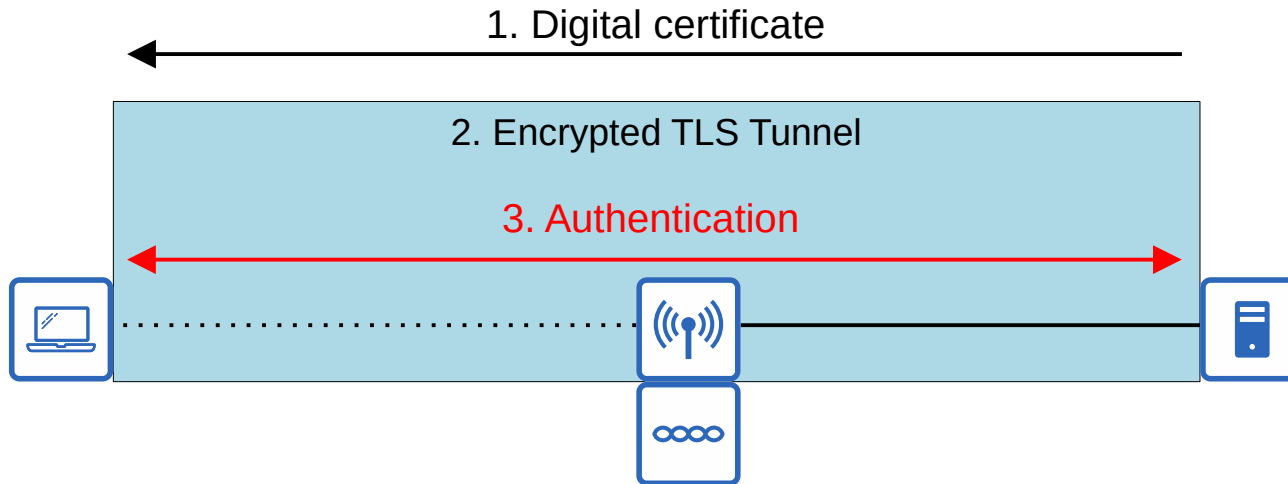 1. Digital certificate
2. Encrypted TLS Tunnel
3. Authentication